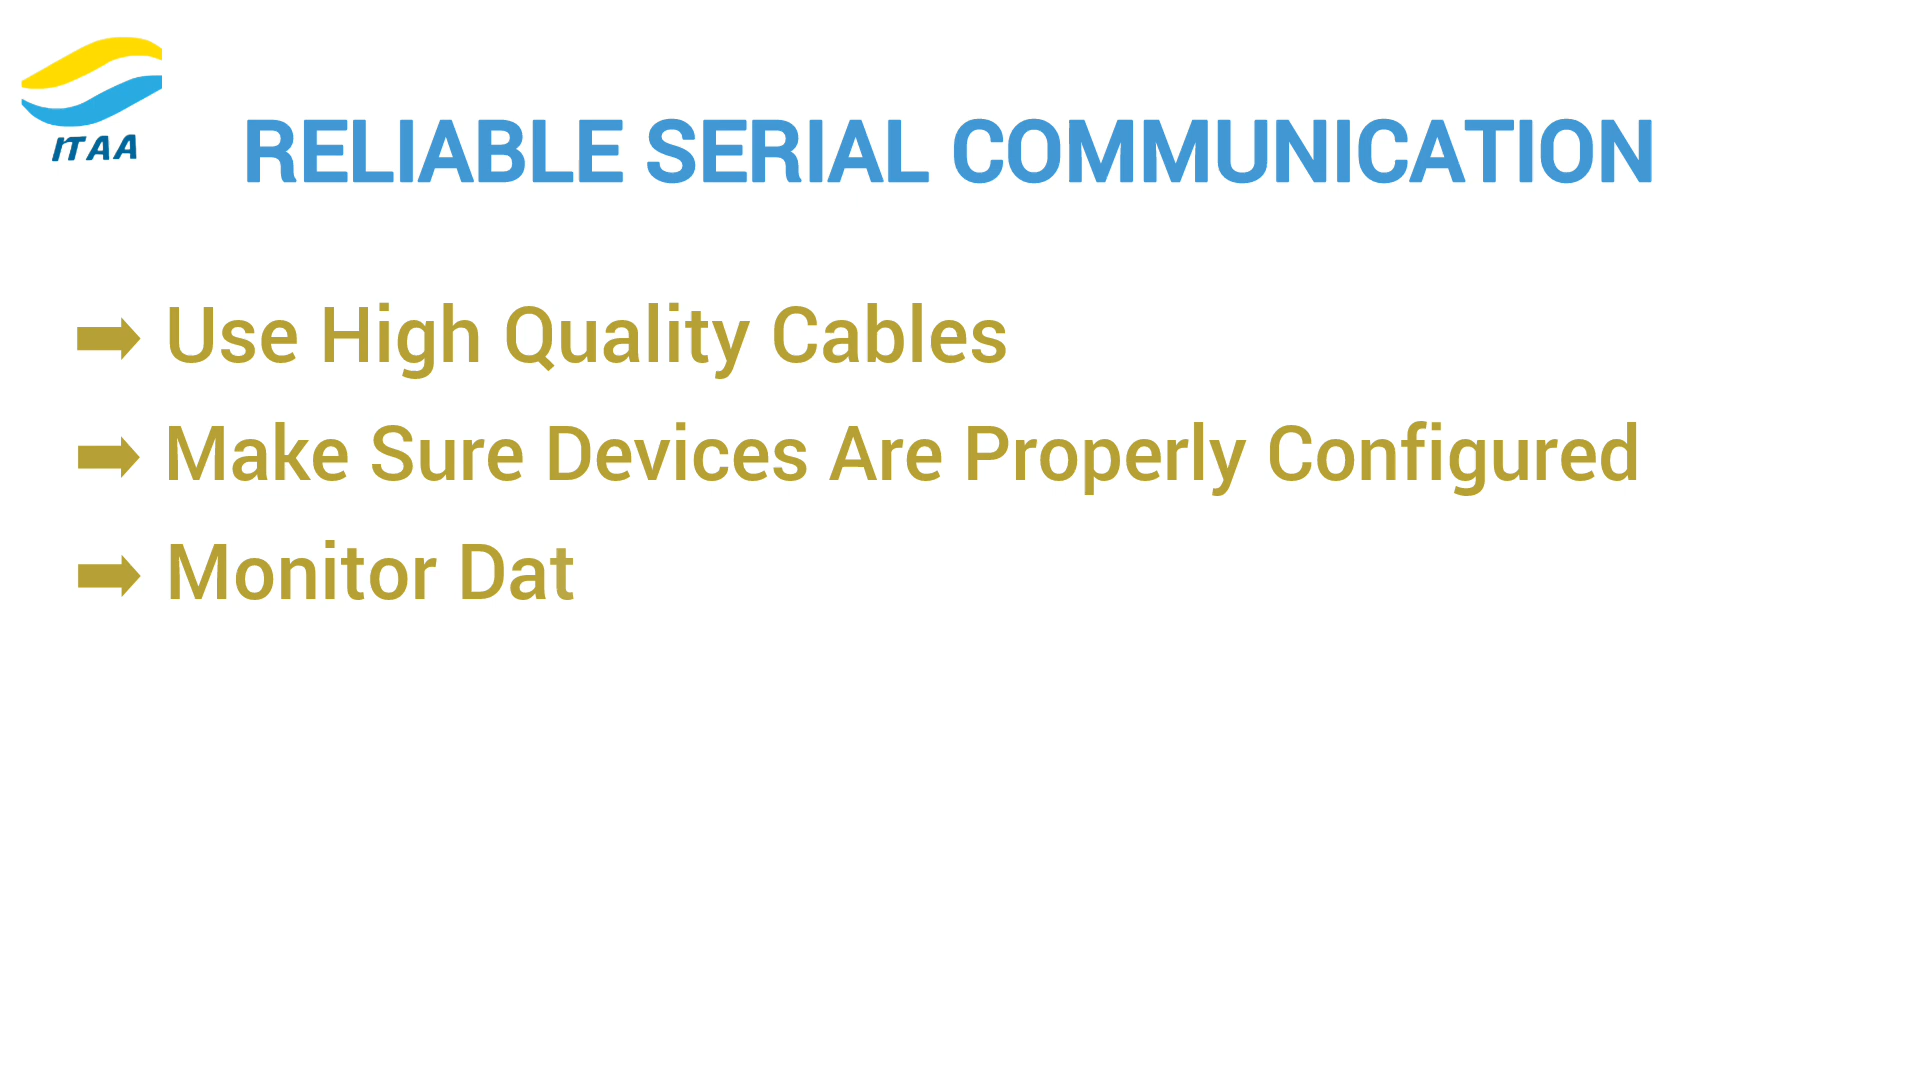 ITAA
RELIABLE SERIAL COMMUNICATION
Use High Quality Cables
Make Sure Devices Are Properly Configured
Monitor Dat